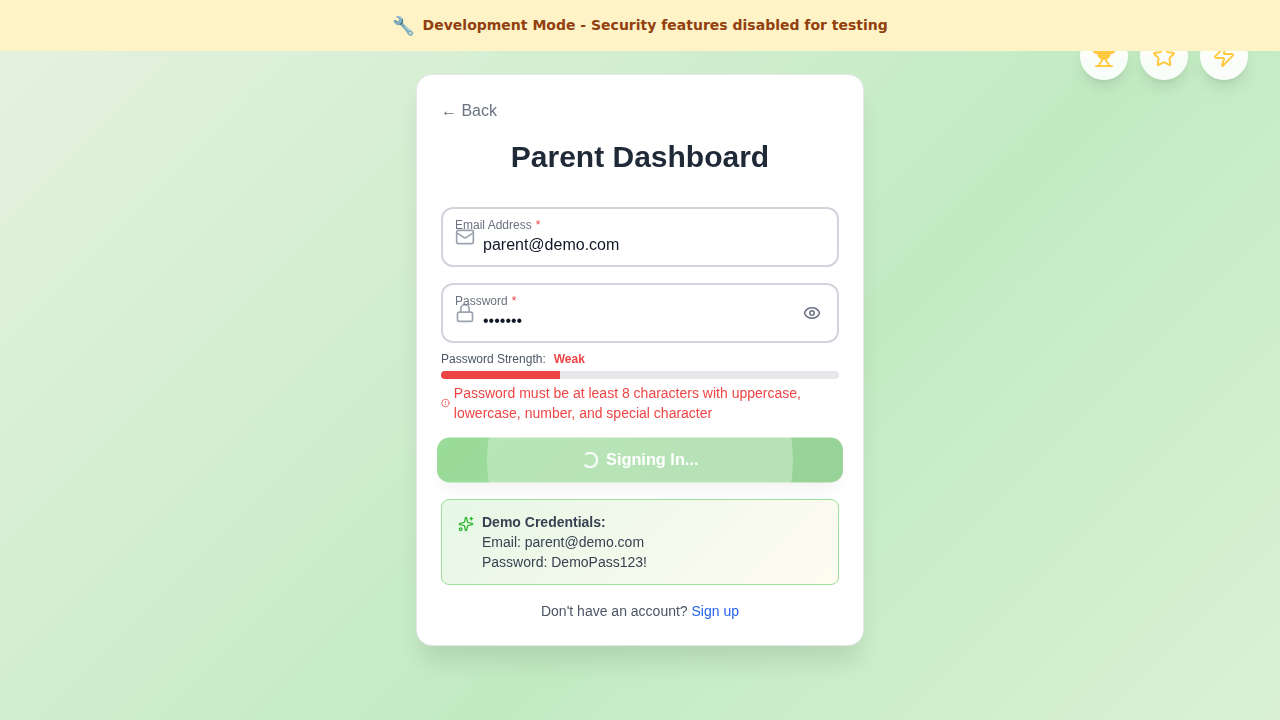 🔧 Development Mode - Security features disabled for testing
← Back
Parent Dashboard
Email Address *
parent@demo.com
Password *
•••••••
Password Strength: Weak
Password must be at least 8 characters with uppercase,
lowercase, number, and special character
Signing In...
Demo Credentials:
Email: parent@demo.com
Password: DemoPass123!
Don't have an account? Sign up